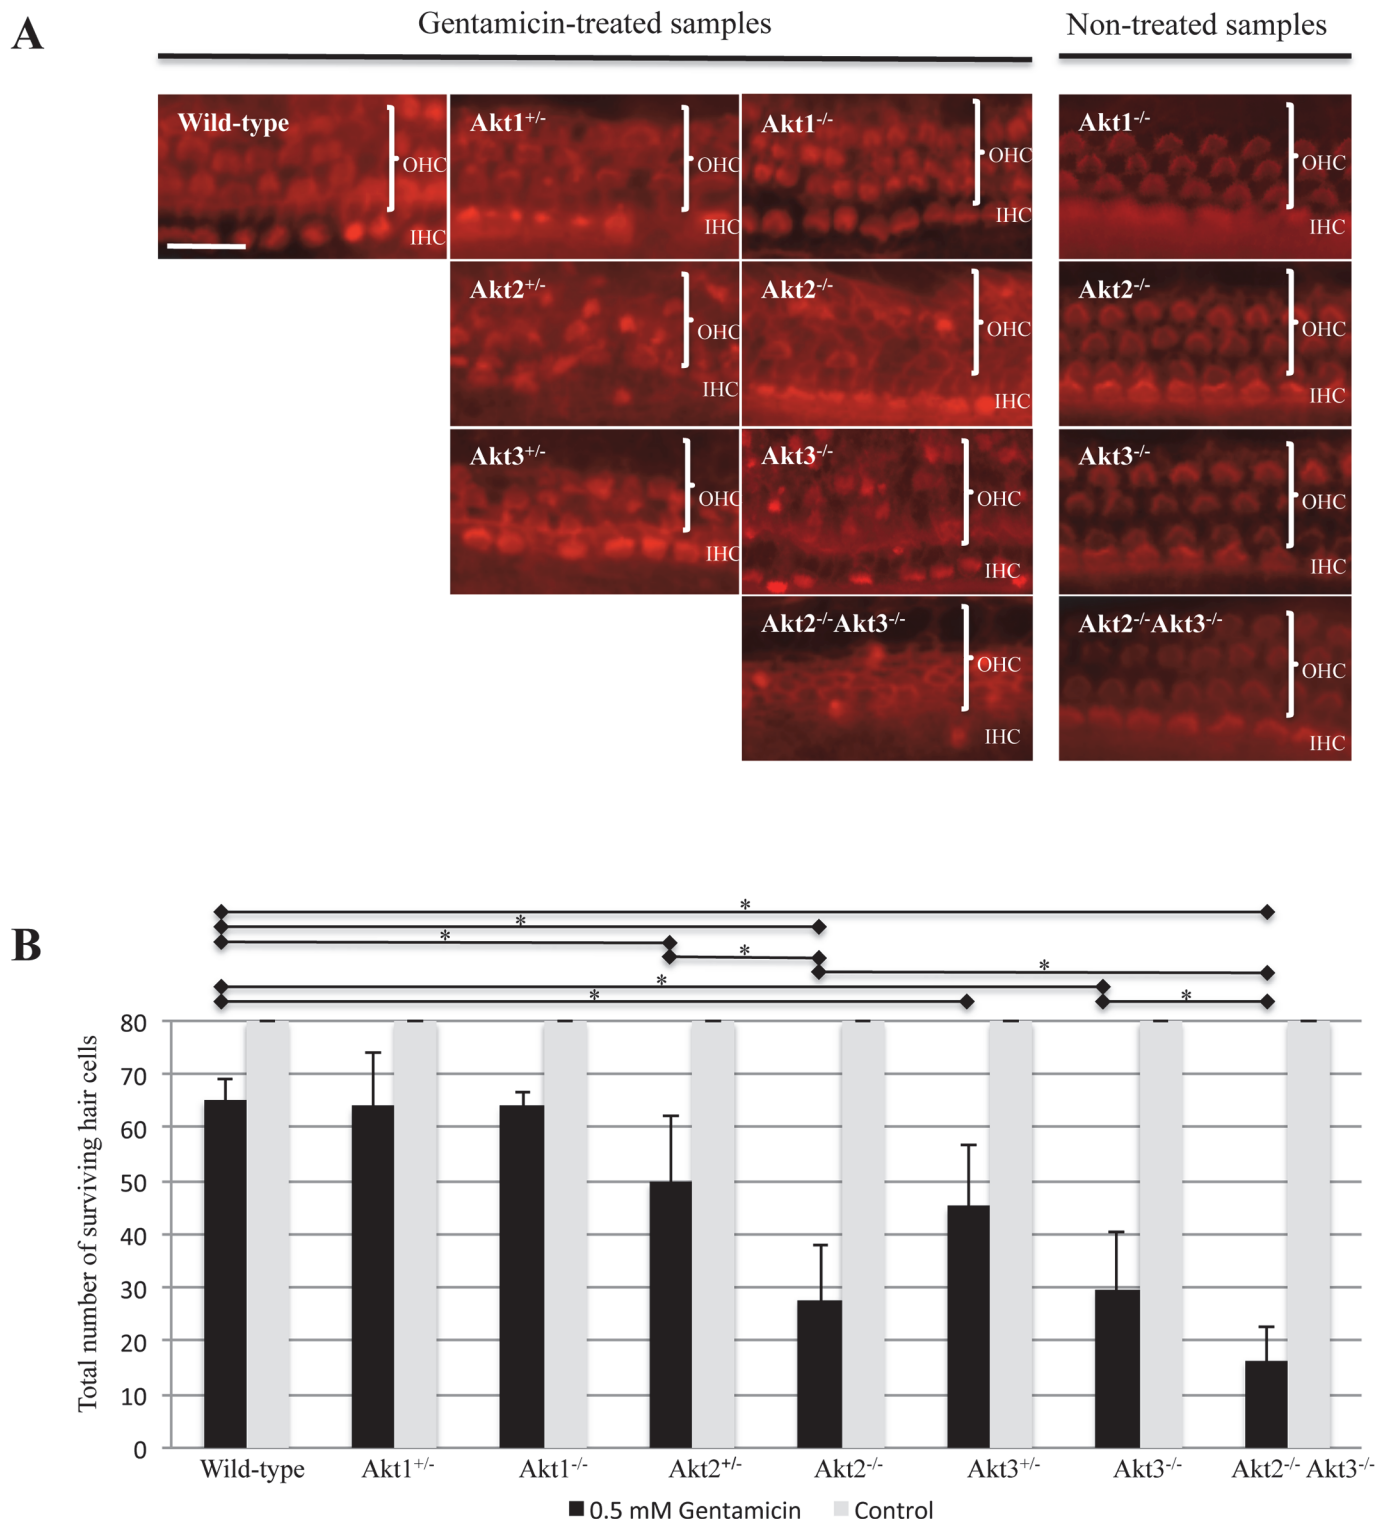 A
Gentamicin-treated samples
Non-treated samples
Wild-type
OHC
IHC
Akt1+/-
OHC
IHC
Akt1-/-
OHC
IHC
Akt1-/-
OHC
IHC
Akt2+/-
OHC
IHC
Akt2-/-
OHC
IHC
Akt2-/-
OHC
IHC
Akt3+/-
OHC
IHC
Akt3-/-
OHC
IHC
Akt3-/-
OHC
IHC
Akt2-/-Akt3-/-
OHC
IHC
Akt2-/-Akt3-/-
OHC
IHC
B
*
*
*
*
*
*
*
*
Total number of surviving hair cells
80
70
60
50
40
30
20
10
0
Wild-type
Akt1+/-
Akt1-/-
Akt2+/-
Akt2-/-
Akt3+/-
Akt3-/-
Akt2-/- Akt3-/-
0.5 mM Gentamicin
Control